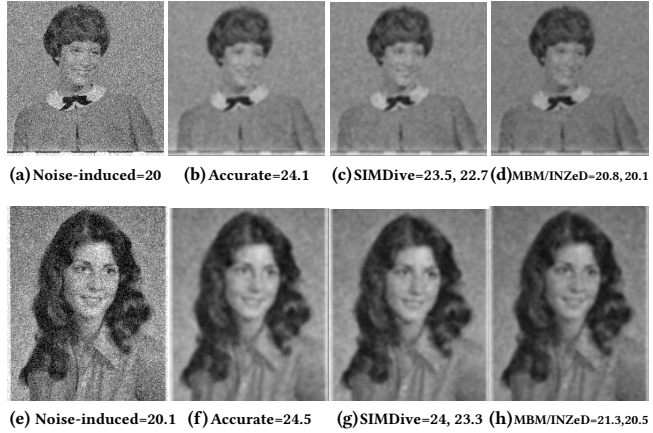 (a) Noise-induced=20 (b) Accurate=24.1 (c) SIMDive=23.5, 22.7 (d) MBM/INZeD=20.8, 20.1
(e) Noise-induced=20.1 (f) Accurate=24.5 (g) SIMDive=24, 23.3 (h) MBM/INZeD=21.3,20.5